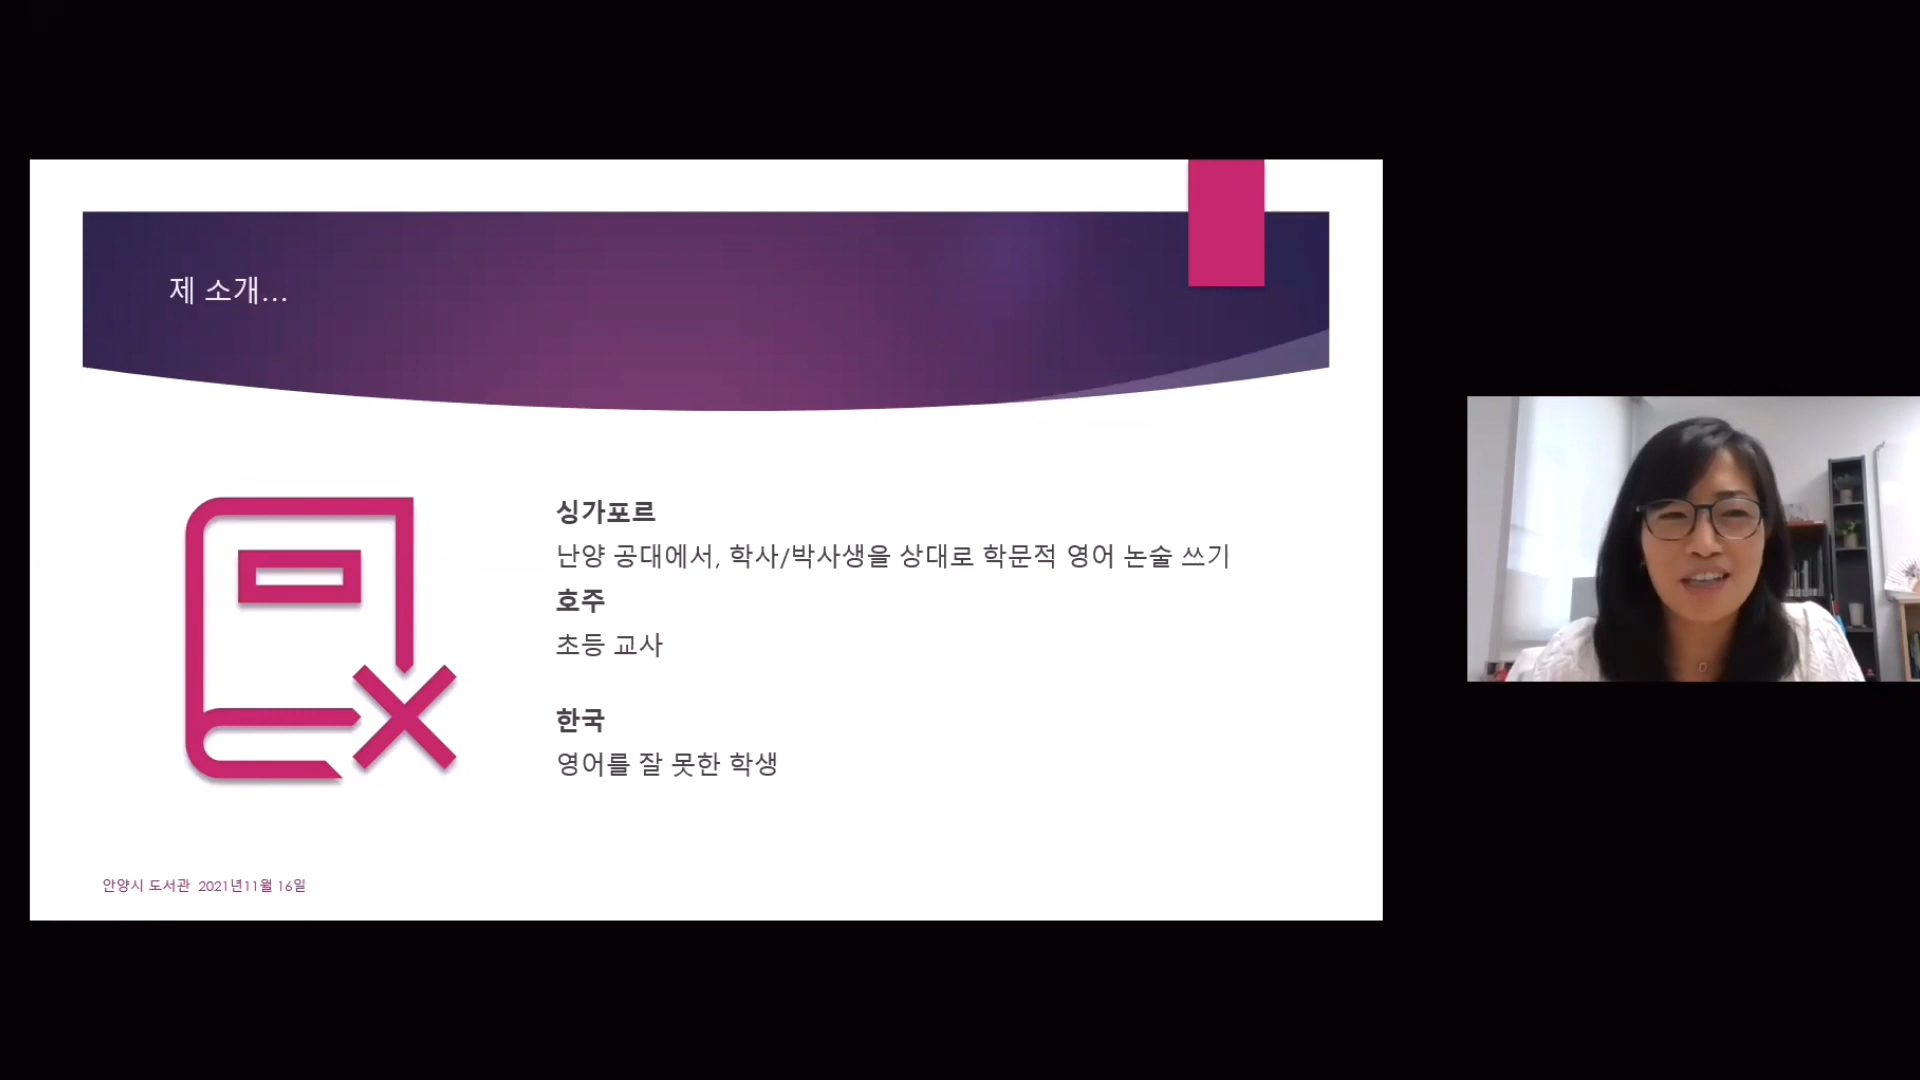 제 소개...
싱가포르
난양 공대에서, 학사/박사생을 상대로 학문적 영어 논술 쓰기
호주
초등 교사
한국
영어를 잘 못한 학생
안양시 도서관 2021년11월 16일